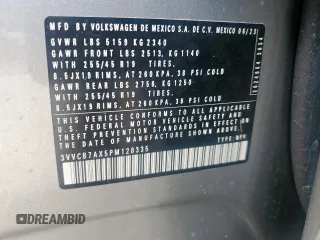 MFD. BY VOLKSWAGEN DE MEXICO S.A. DE C.V, MEXICO 06/23
GVWR LBS 5159 KG 2340
GAWR FRONT LBS 2513, KG 1140
WITH 255/45 R19 TIRES,
8.5JX19 RIMS, AT 260KPA, 38 PSI COLD
GAWR REAR LBS 2756, KG 1250
WITH 255/45 R19 TIRES,
8.5JX19 RIMS, AT 260 KPA, 38 PSI COLD
THIS VEHICLE CONFORMS TO ALL APPLICABLE
FEDERAL MOTOR VEHICLE SAFETY, BUMPER, AND
THEFT PREVENTION STANDARDS IN EFFECT ON THE
DATE OF MANUFACTURE SHOWN ABOVE.
3VVC87AX5PM128335
TYPE: MPV
DREAMBID